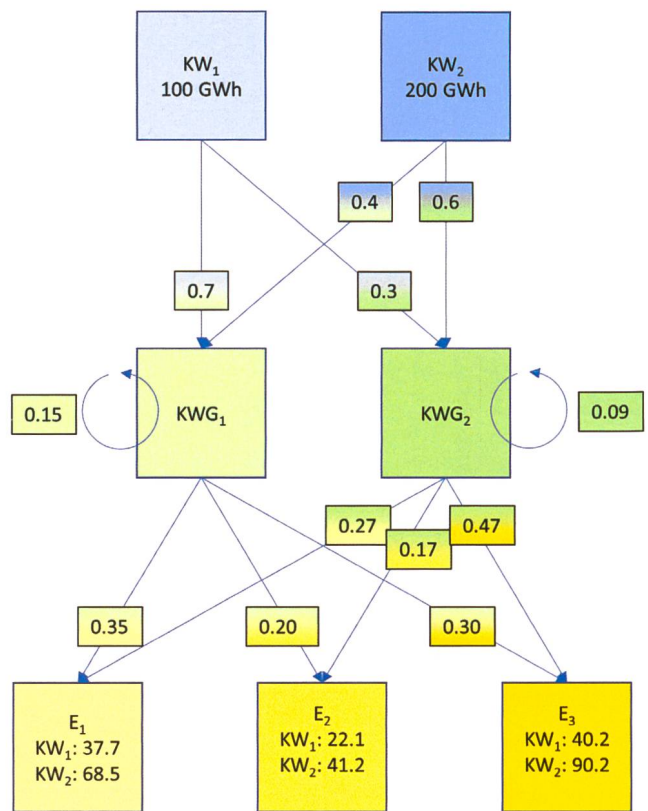 KW₁
100 GWh
KW₂
200 GWh
0.4
0.6
0.7
0.3
0.15
KWG₁
KWG₂
0.09
0.27
0.17
0.47
0.35
0.20
0.30
E₁
KW₁: 37.7
KW₂: 68.5
E₂
KW₁: 22.1
KW₂: 41.2
E₃
KW₁: 40.2
KW₂: 90.2